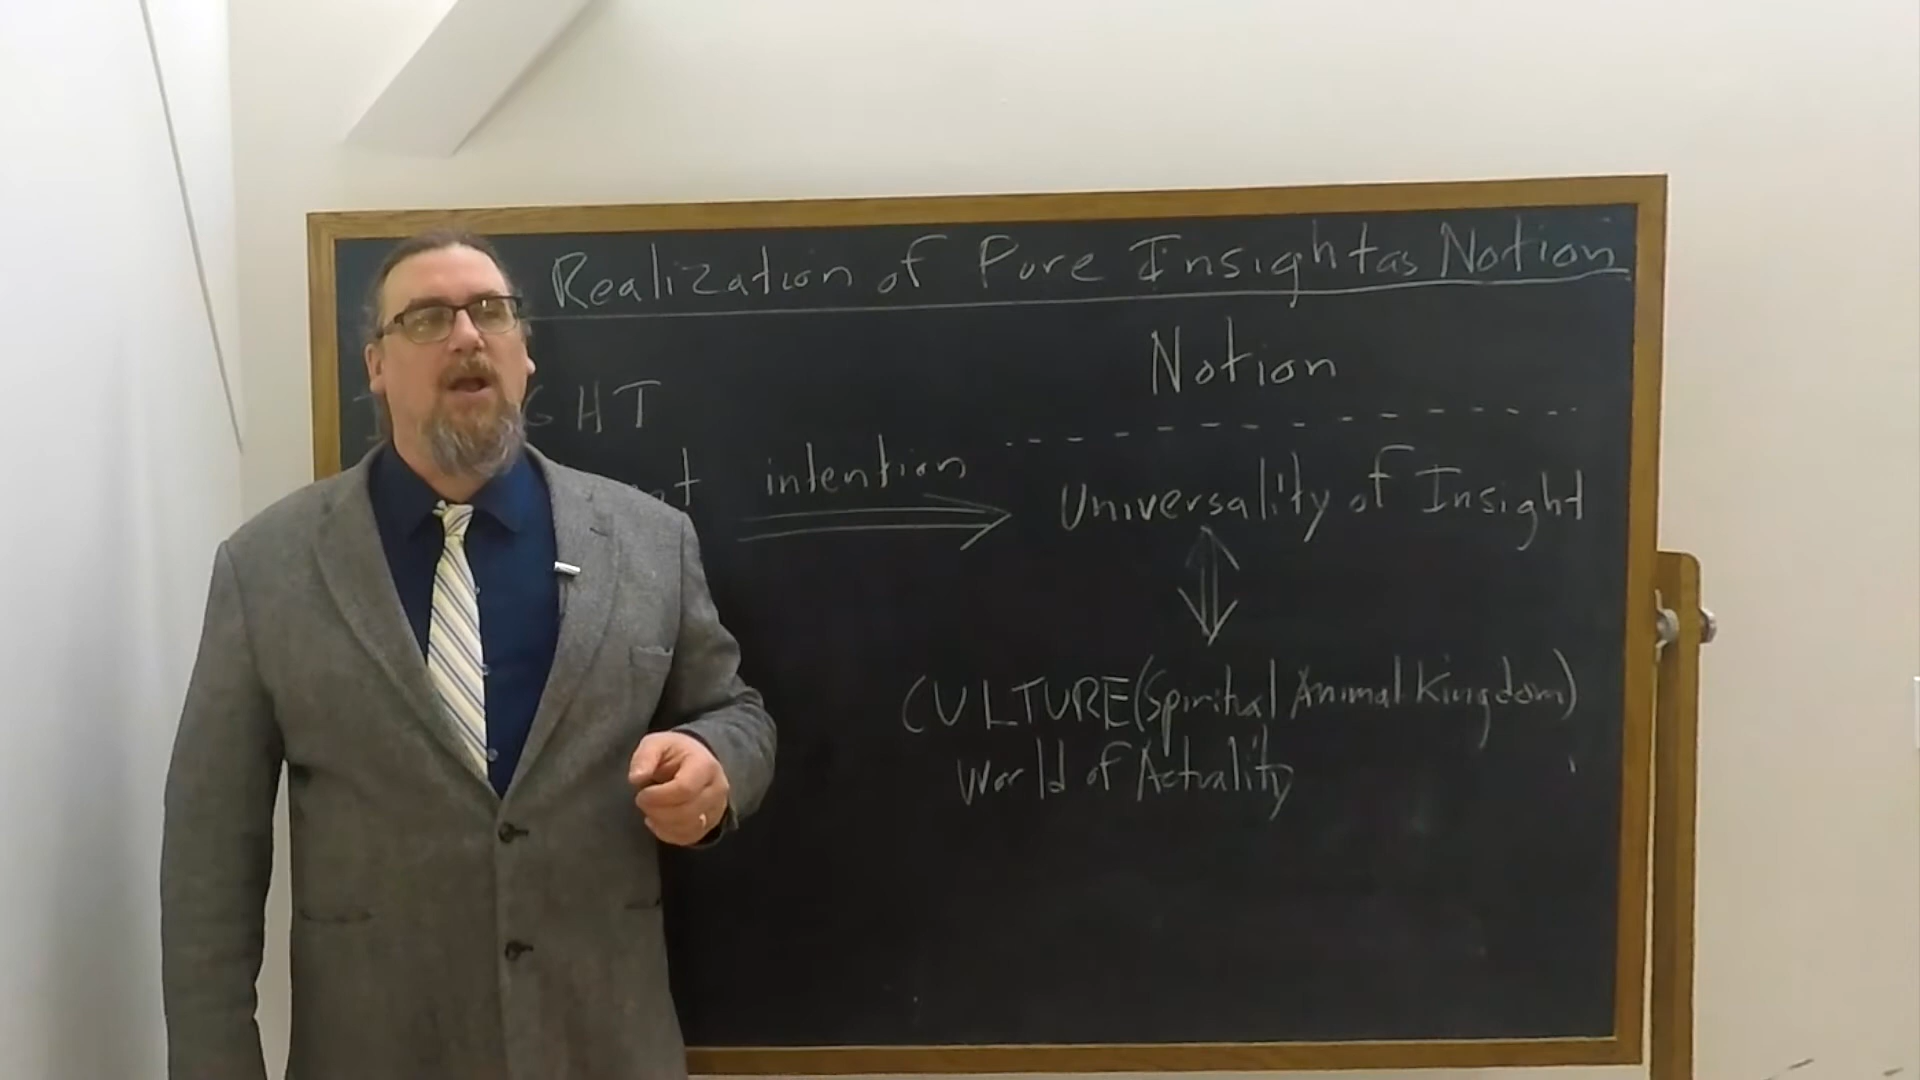 Realization of Pure Insight as Notion
Notion
GHT
intention
Universality of Insight
CULTURE (Spiritual Animal Kingdom)
World of Actuality